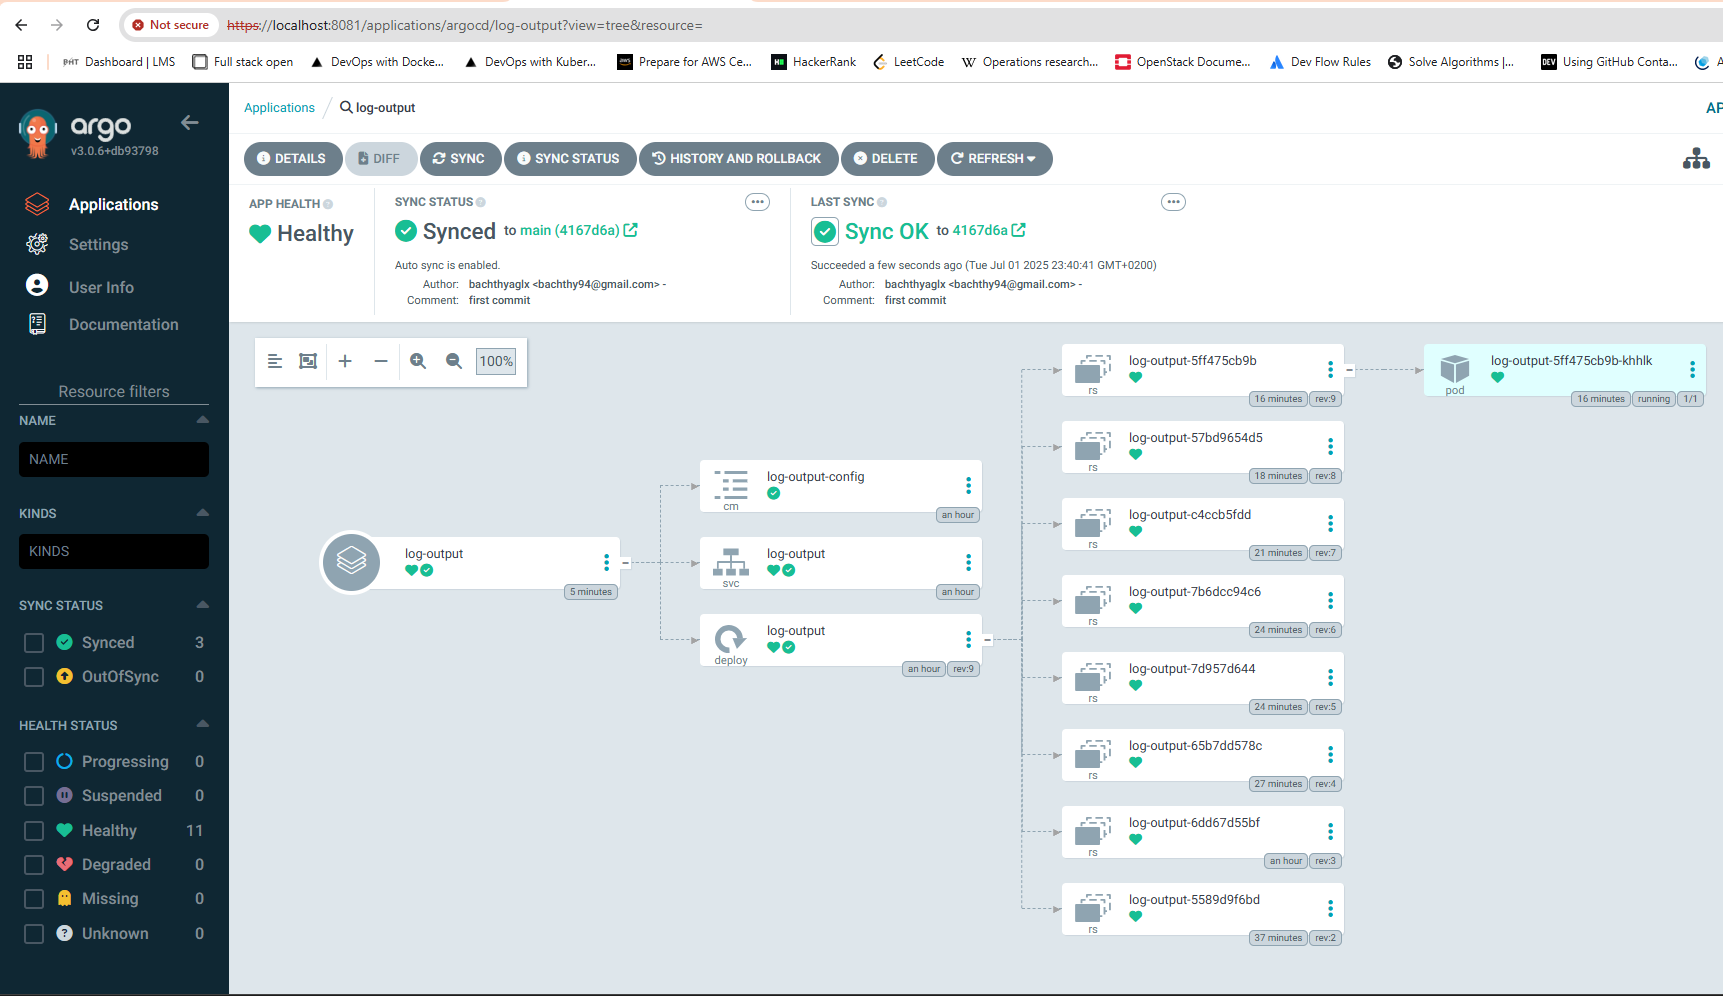 Not secure https://localhost:8081/applications/argocd/log-output?view=tree&resource=
Dashboard | LMS Full stack open DevOps with Docke... DevOps with Kuber... Prepare for AWS Ce... HackerRank LeetCode Operations research... OpenStack Docume... Dev Flow Rules Solve Algorithms |... DEV Using GitHub Conta...
argo
v3.0.6+db93798
Applications
Settings
User Info
Documentation
Resource filters
NAME
NAME
KINDS
KINDS
SYNC STATUS
Synced 3
OutOfSync 0
HEALTH STATUS
Progressing 0
Suspended 0
Healthy 11
Degraded 0
Missing 0
Unknown 0
Applications / log-output
AP
DETAILS DIFF SYNC SYNC STATUS HISTORY AND ROLLBACK DELETE REFRESH
APP HEALTH
Healthy
SYNC STATUS
Synced to main (4167d6a)
Auto sync is enabled.
Author: bachthyaglx <bachthy94@gmail.com> -
Comment: first commit
LAST SYNC
Sync OK to 4167d6a
Succeeded a few seconds ago (Tue Jul 01 2025 23:40:41 GMT+0200)
Author: bachthyaglx <bachthy94@gmail.com> -
Comment: first commit
100%
log-output
5 minutes
log-output-config
cm
an hour
log-output
svc
an hour
log-output
deploy
an hour rev:9
log-output-5ff475cb9b
rs
16 minutes rev:9
log-output-57bd9654d5
rs
18 minutes rev:8
log-output-c4ccb5fdd
rs
21 minutes rev:7
log-output-7b6dcc94c6
rs
24 minutes rev:6
log-output-7d957d644
rs
24 minutes rev:5
log-output-65b7dd578c
rs
27 minutes rev:4
log-output-6dd67d55bf
rs
an hour rev:3
log-output-5589d9f6bd
rs
37 minutes rev:2
log-output-5ff475cb9b-khhlk
pod
16 minutes running 1/1